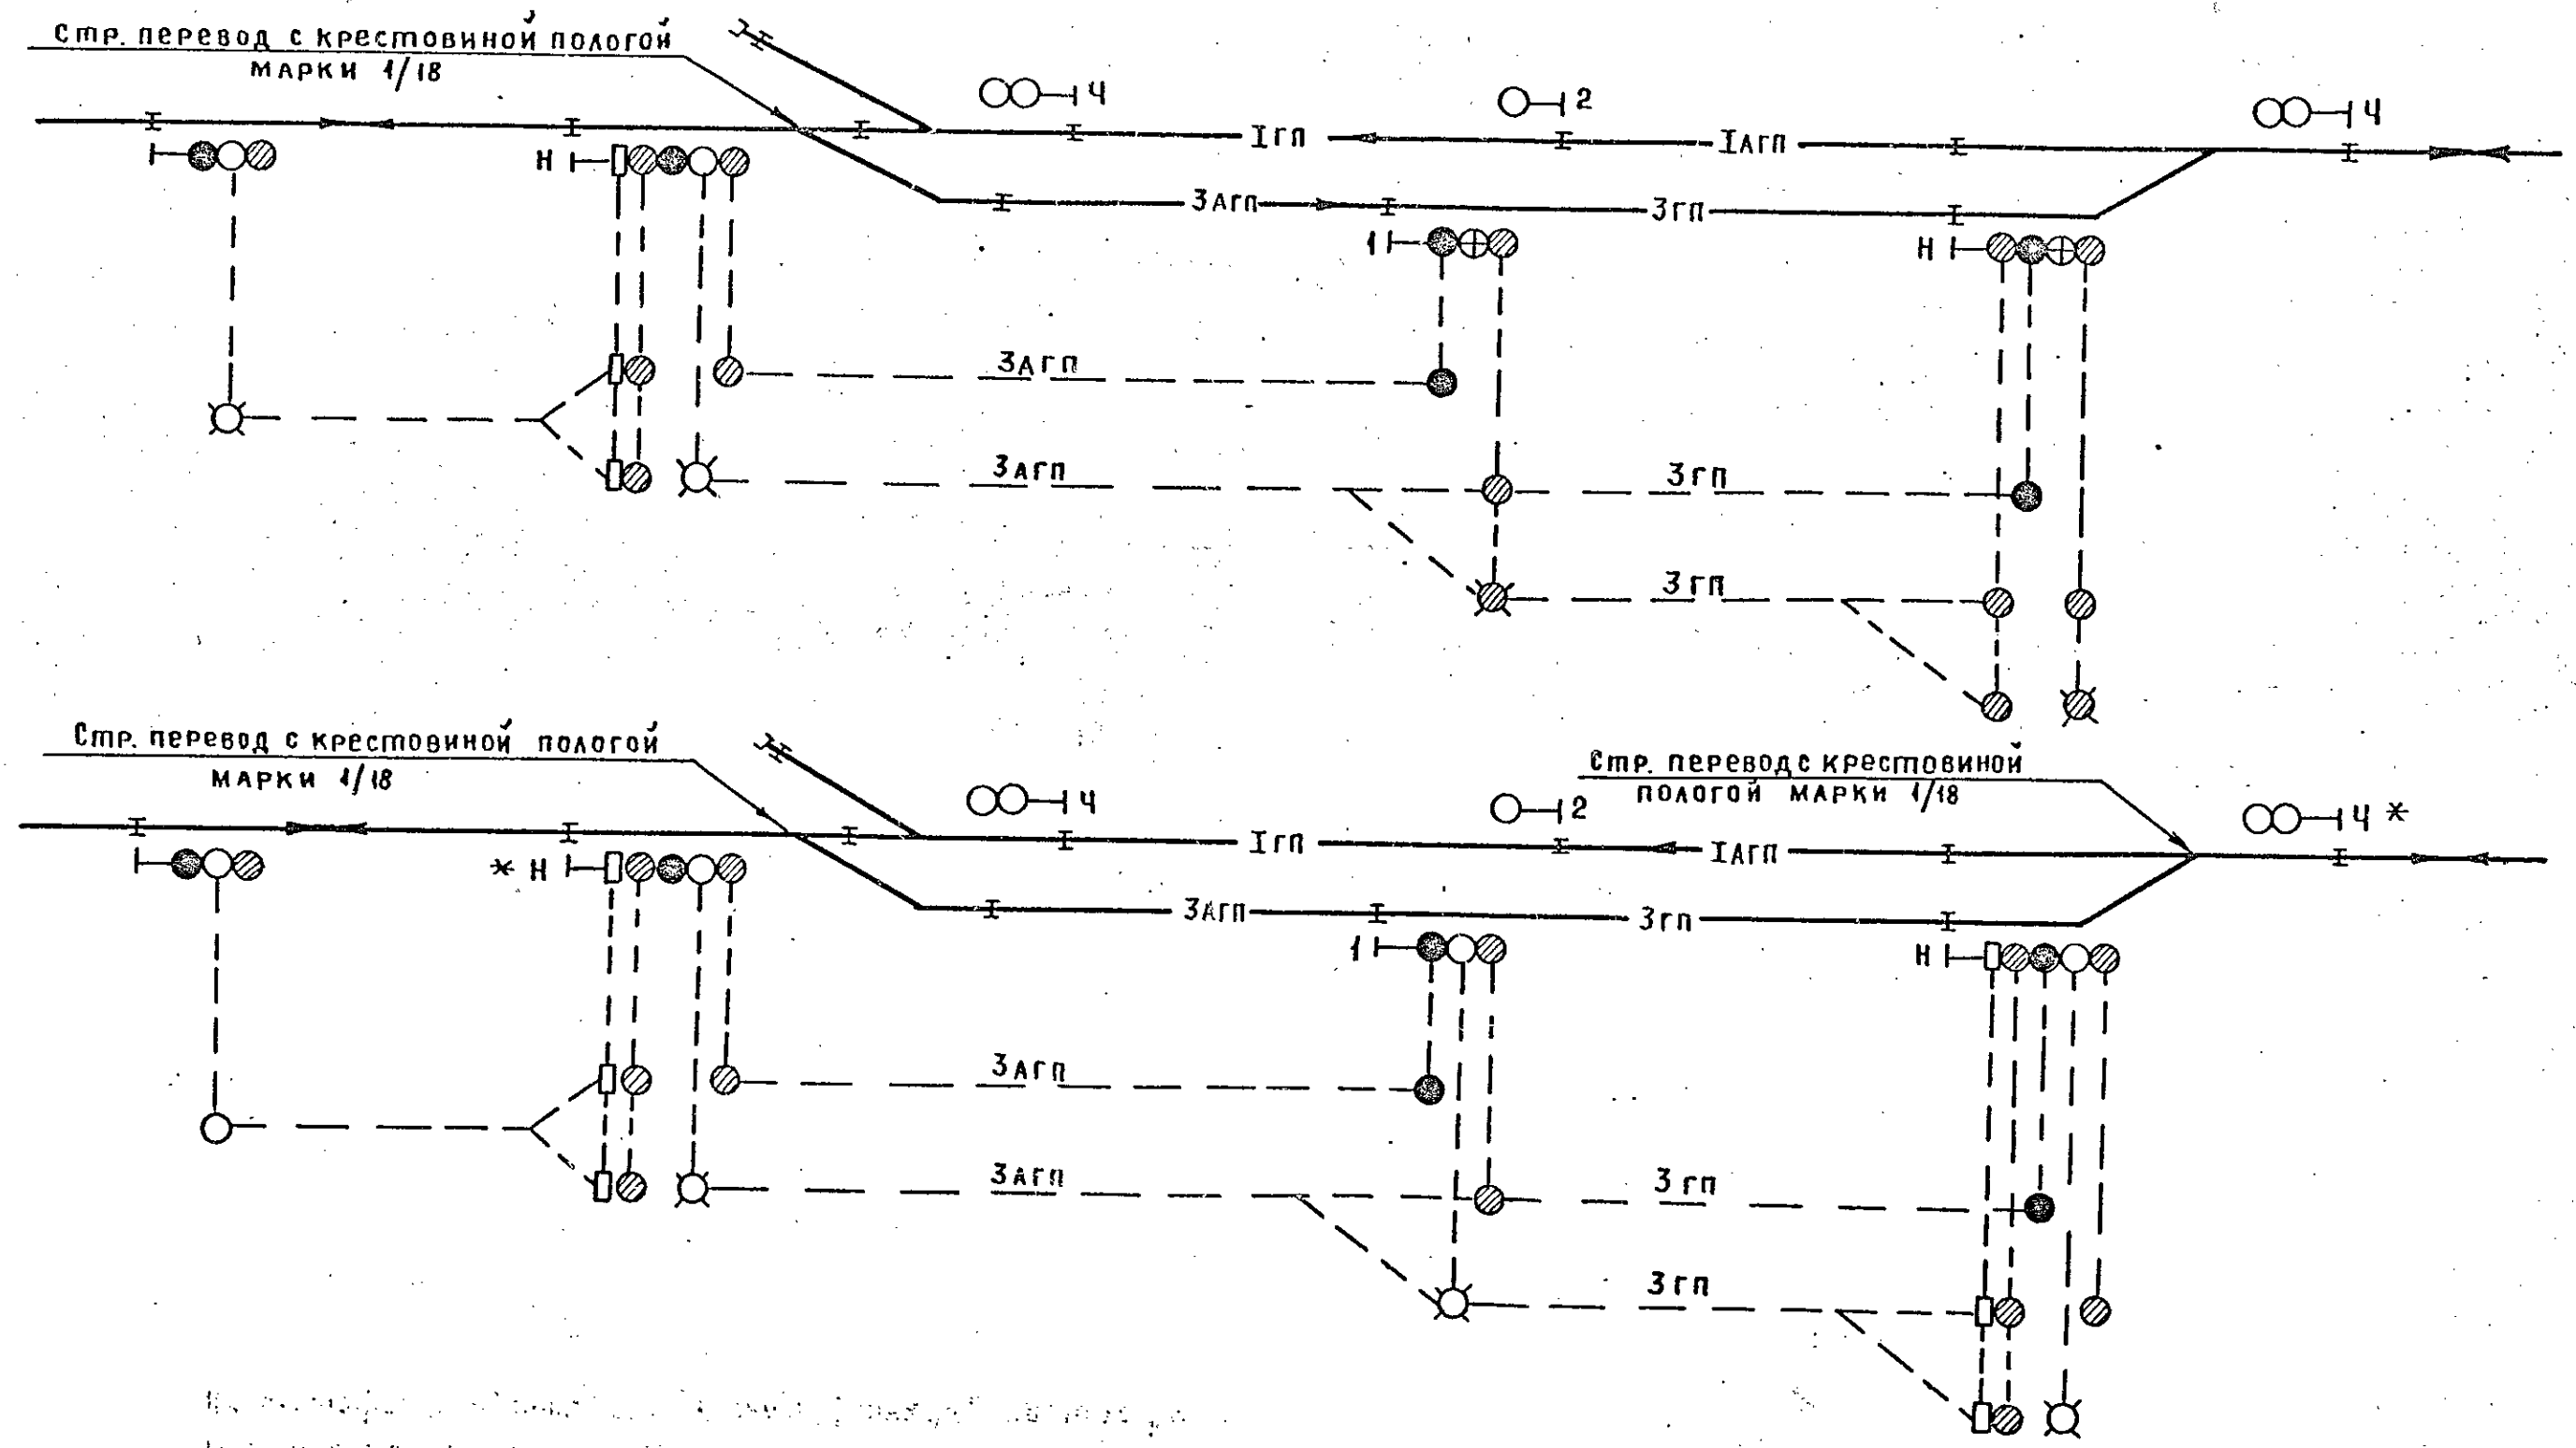 Стр. перевод с крестовиной пологой
марки 1/18
Ч
2
Ч
IГП
IАГП
Н
3АГП
3ГП
1
Н
3АГП
3АГП
3ГП
3ГП
Стр. перевод с крестовиной пологой
марки 1/18
Стр. перевод с крестовиной
пологой марки 1/18
Ч
2
Ч *
IГП
IАГП
* Н
3АГП
3ГП
1
Н
3АГП
3АГП
3ГП
3ГП